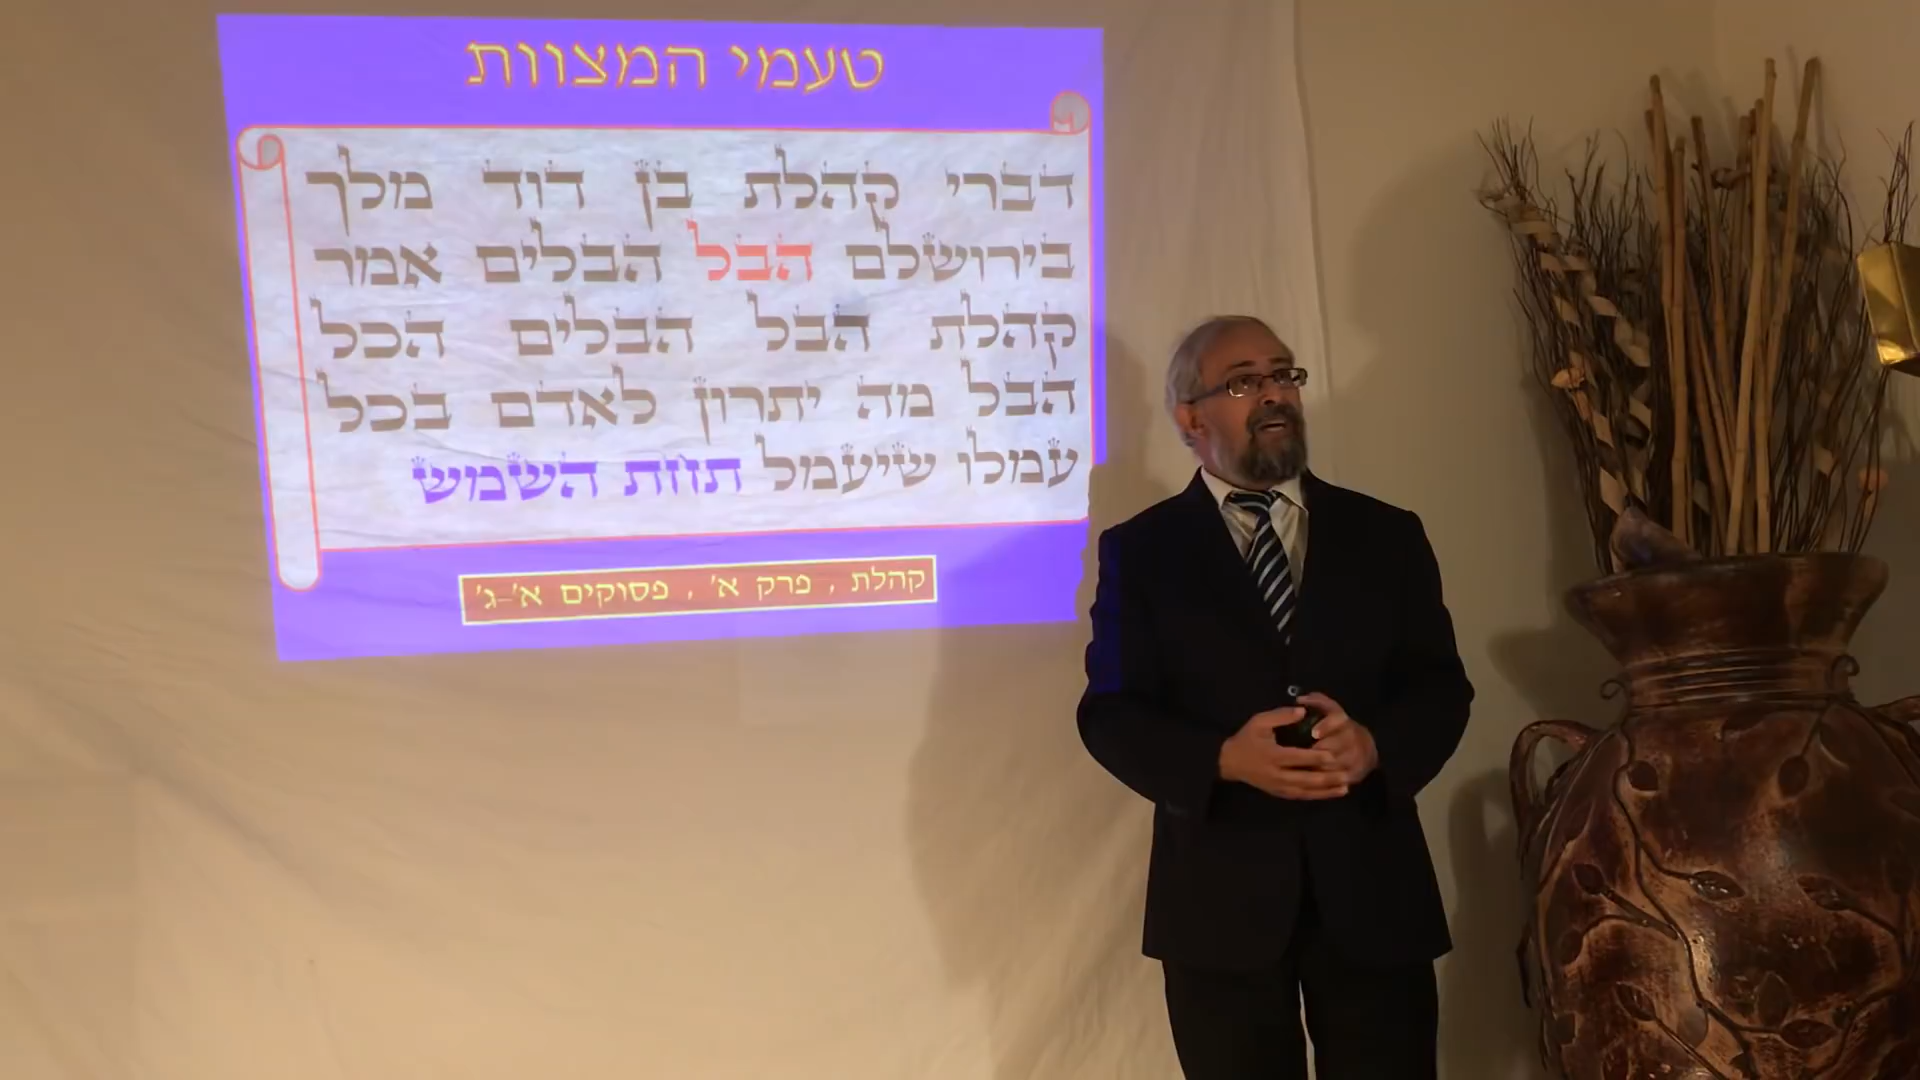 טעמי המצוות
דברי קהלת בן דוד מלך
בירושלם הבל הבלים אמר
קהלת הבל הבלים הכל
הבל מה יתרון לאדם בכל
עמלו שיעמל תחת השמש
קהלת , פרק א' , פסוקים א'-ג'